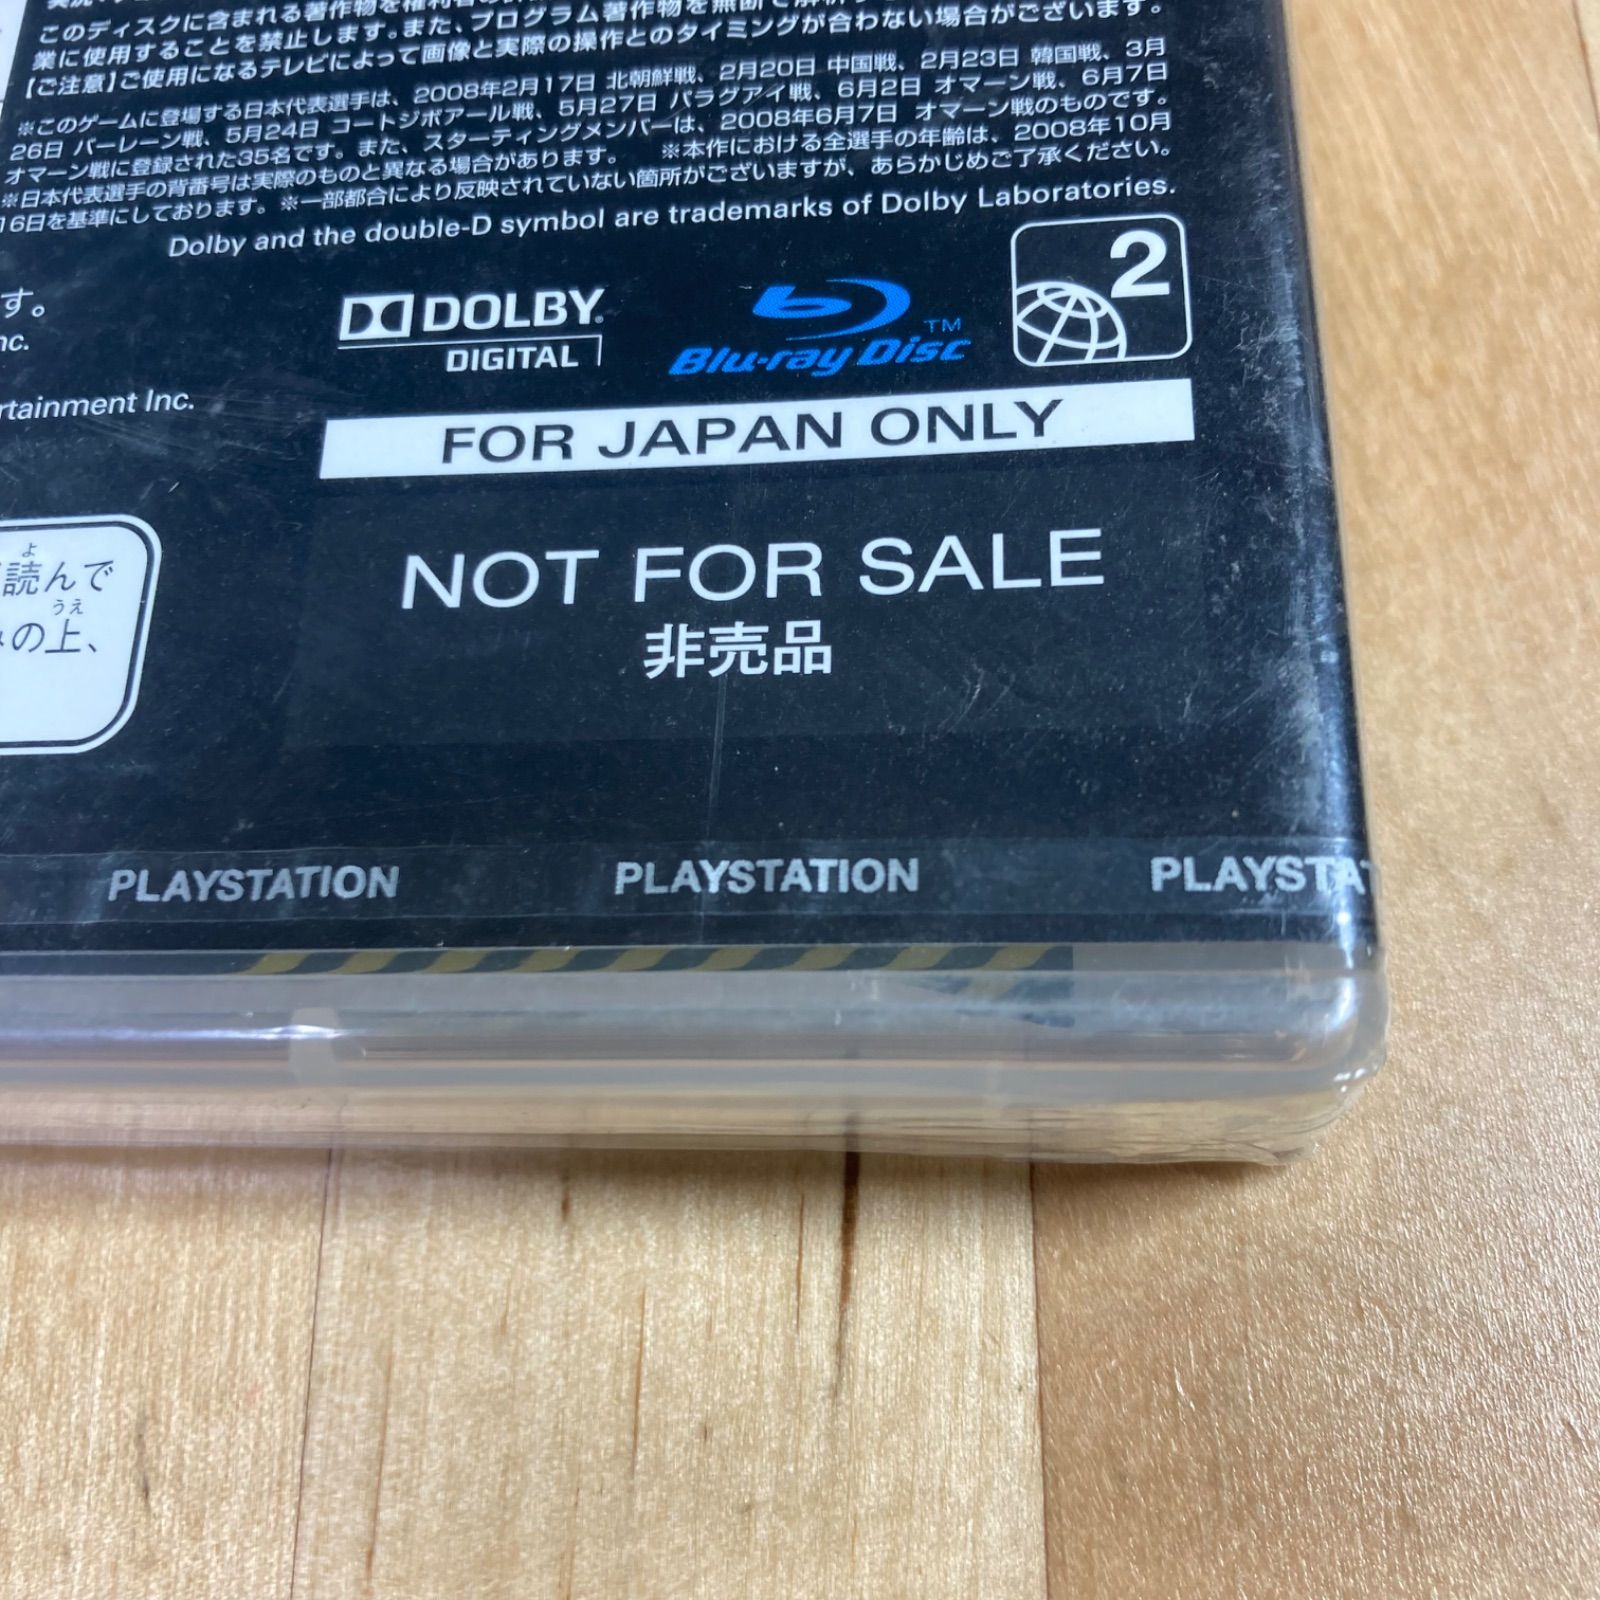 このディスクに含まれる著作物を権利者の
業に使用することを禁止します。また、プログラム著作物を無断で解析
【ご注意】ご使用になるテレビによって画像と実際の操作とのタイミングが合わない場合がございます。
※このゲームに登場する日本代表選手は、2008年2月17日 北朝鮮戦、2月20日 中国戦、2月23日 韓国戦、3月
26日 バーレーン戦、5月24日 コートジボアール戦、5月27日 パラグアイ戦、6月2日 オマーン戦、6月7日
オマーン戦に登録された35名です。また、スターティングメンバーは、2008年6月7日 オマーン戦のものです。
※日本代表選手の背番号は実際のものと異なる場合があります。 ※本作における全選手の年齢は、2008年10月
16日を基準にしております。※一部都合により反映されていない箇所がございますが、あらかじめご了承ください。
Dolby and the double-D symbol are trademarks of Dolby Laboratories.
す。
nc.
rtainment Inc.
DOLBY
DIGITAL
Blu-ray Disc TM
2
FOR JAPAN ONLY
読んで
よ
の上、
うえ
NOT FOR SALE
非売品
PLAYSTATION PLAYSTATION PLAYSTA